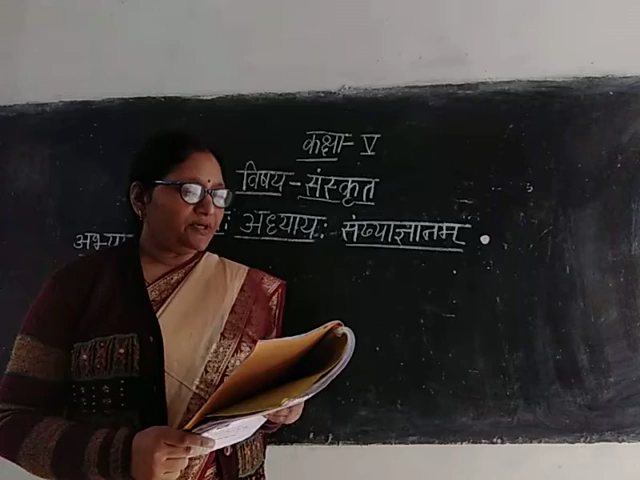 कक्षा - V
विषय - संस्कृत
अध्यायः संख्याज्ञानम् .